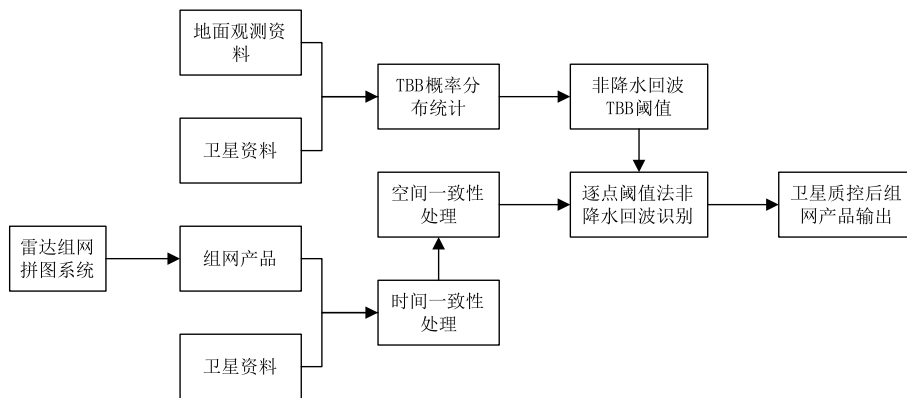 地面观测资
料
卫星资料
TBB概率分
布统计
非降水回波
TBB阈值
雷达组网
拼图系统
组网产品
卫星资料
时间一致性
处理
空间一致性
处理
逐点阈值法非
降水回波识别
卫星质控后组
网产品输出